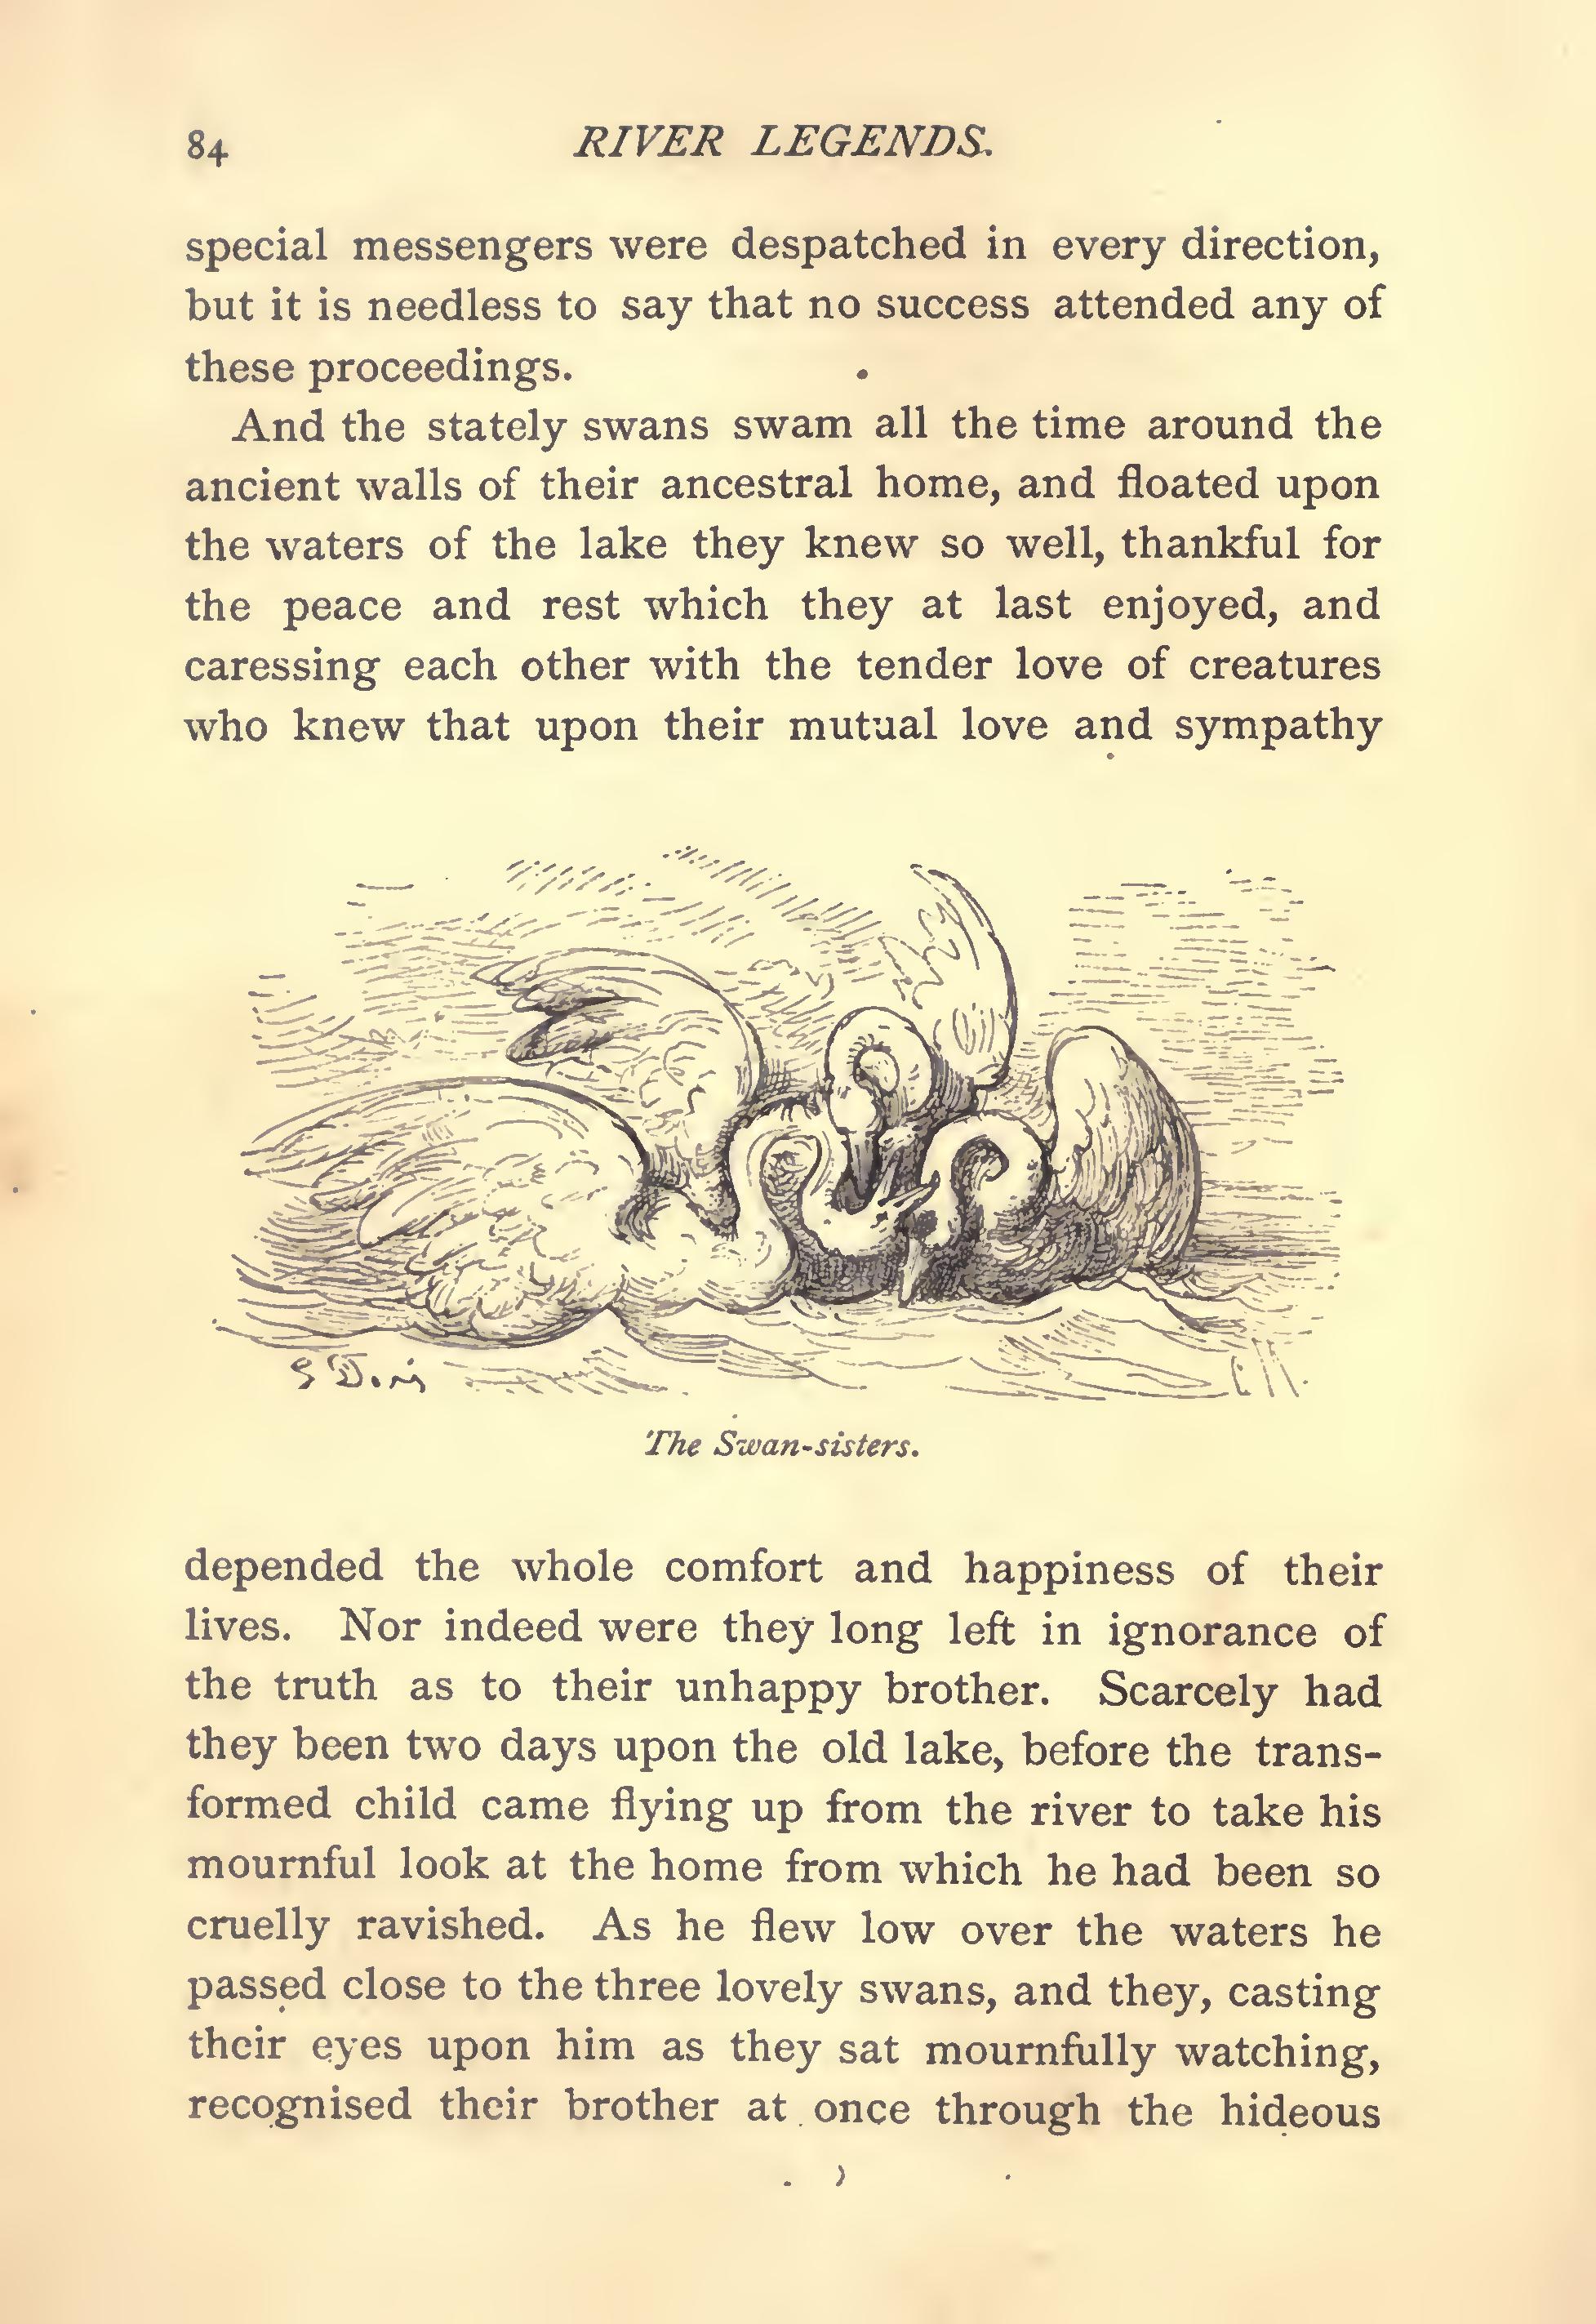 84 RIVER LEGENDS.
special messengers were despatched in every direction,
but it is needless to say that no success attended any of
these proceedings.
And the stately swans swam all the time around the
ancient walls of their ancestral home, and floated upon
the waters of the lake they knew so well, thankful for
the peace and rest which they at last enjoyed, and
caressing each other with the tender love of creatures
who knew that upon their mutual love and sympathy
The Swan-sisters.
depended the whole comfort and happiness of their
lives. Nor indeed were they long left in ignorance of
the truth as to their unhappy brother. Scarcely had
they been two days upon the old lake, before the trans-
formed child came flying up from the river to take his
mournful look at the home from which he had been so
cruelly ravished. As he flew low over the waters he
passed close to the three lovely swans, and they, casting
their eyes upon him as they sat mournfully watching,
recognised their brother at once through the hideous